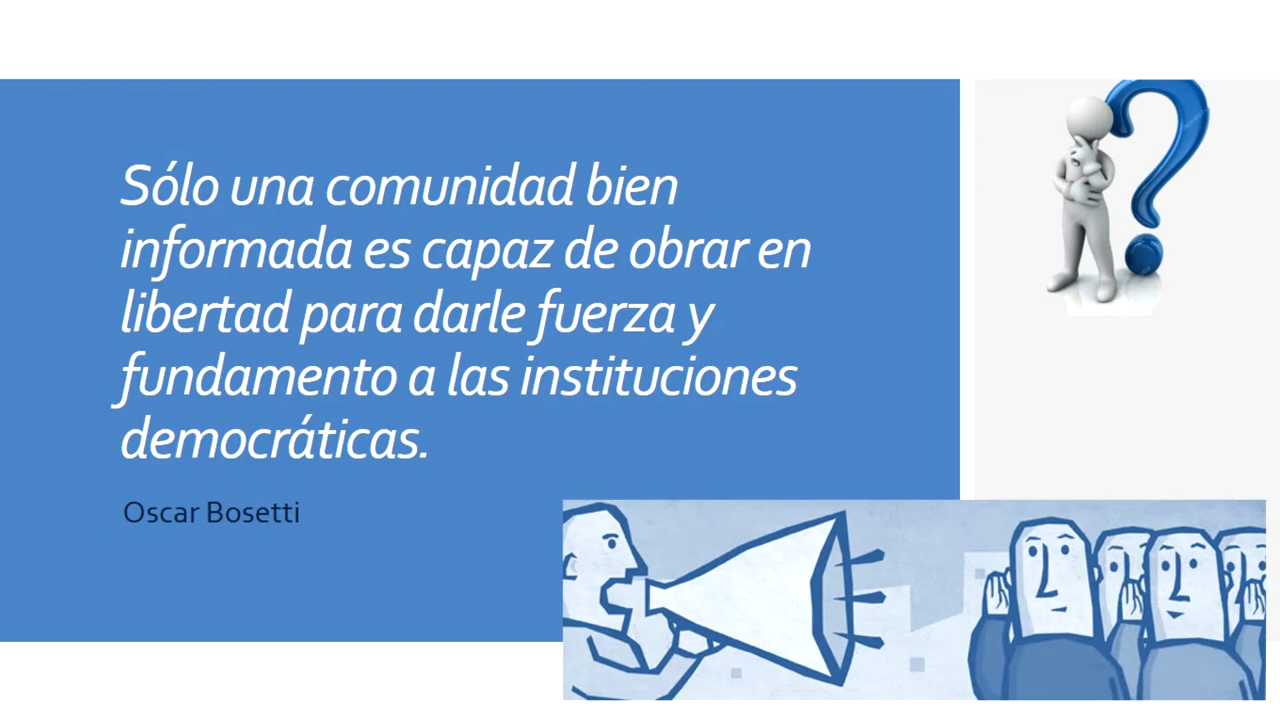 Sólo una comunidad bien
informada es capaz de obrar en
libertad para darle fuerza y
fundamento a las instituciones
democráticas.
Oscar Bosetti